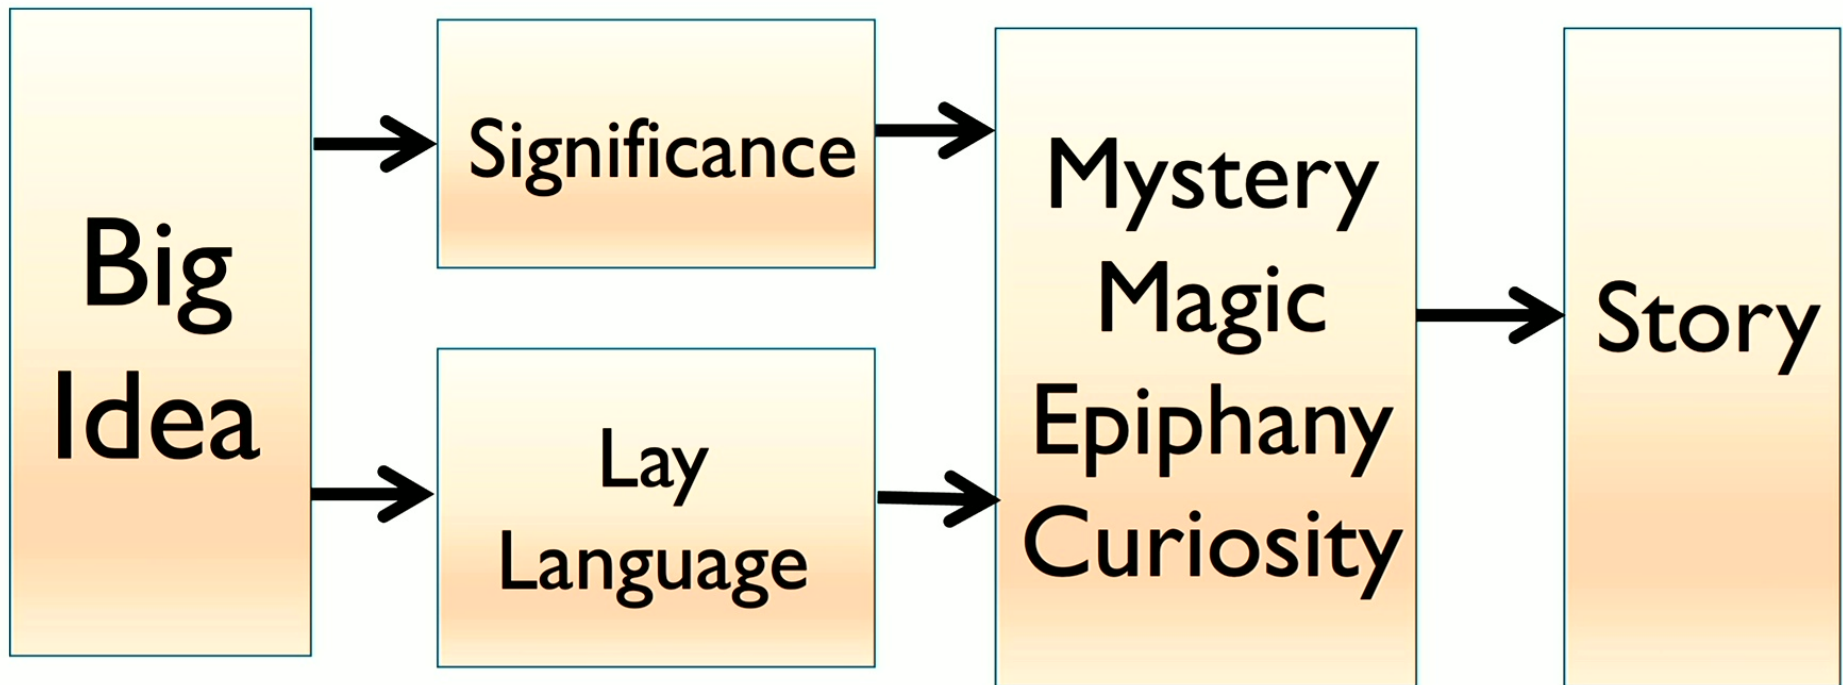 Big
Idea
Significance
Lay
Language
Mystery
Magic
Epiphany
Curiosity
Story